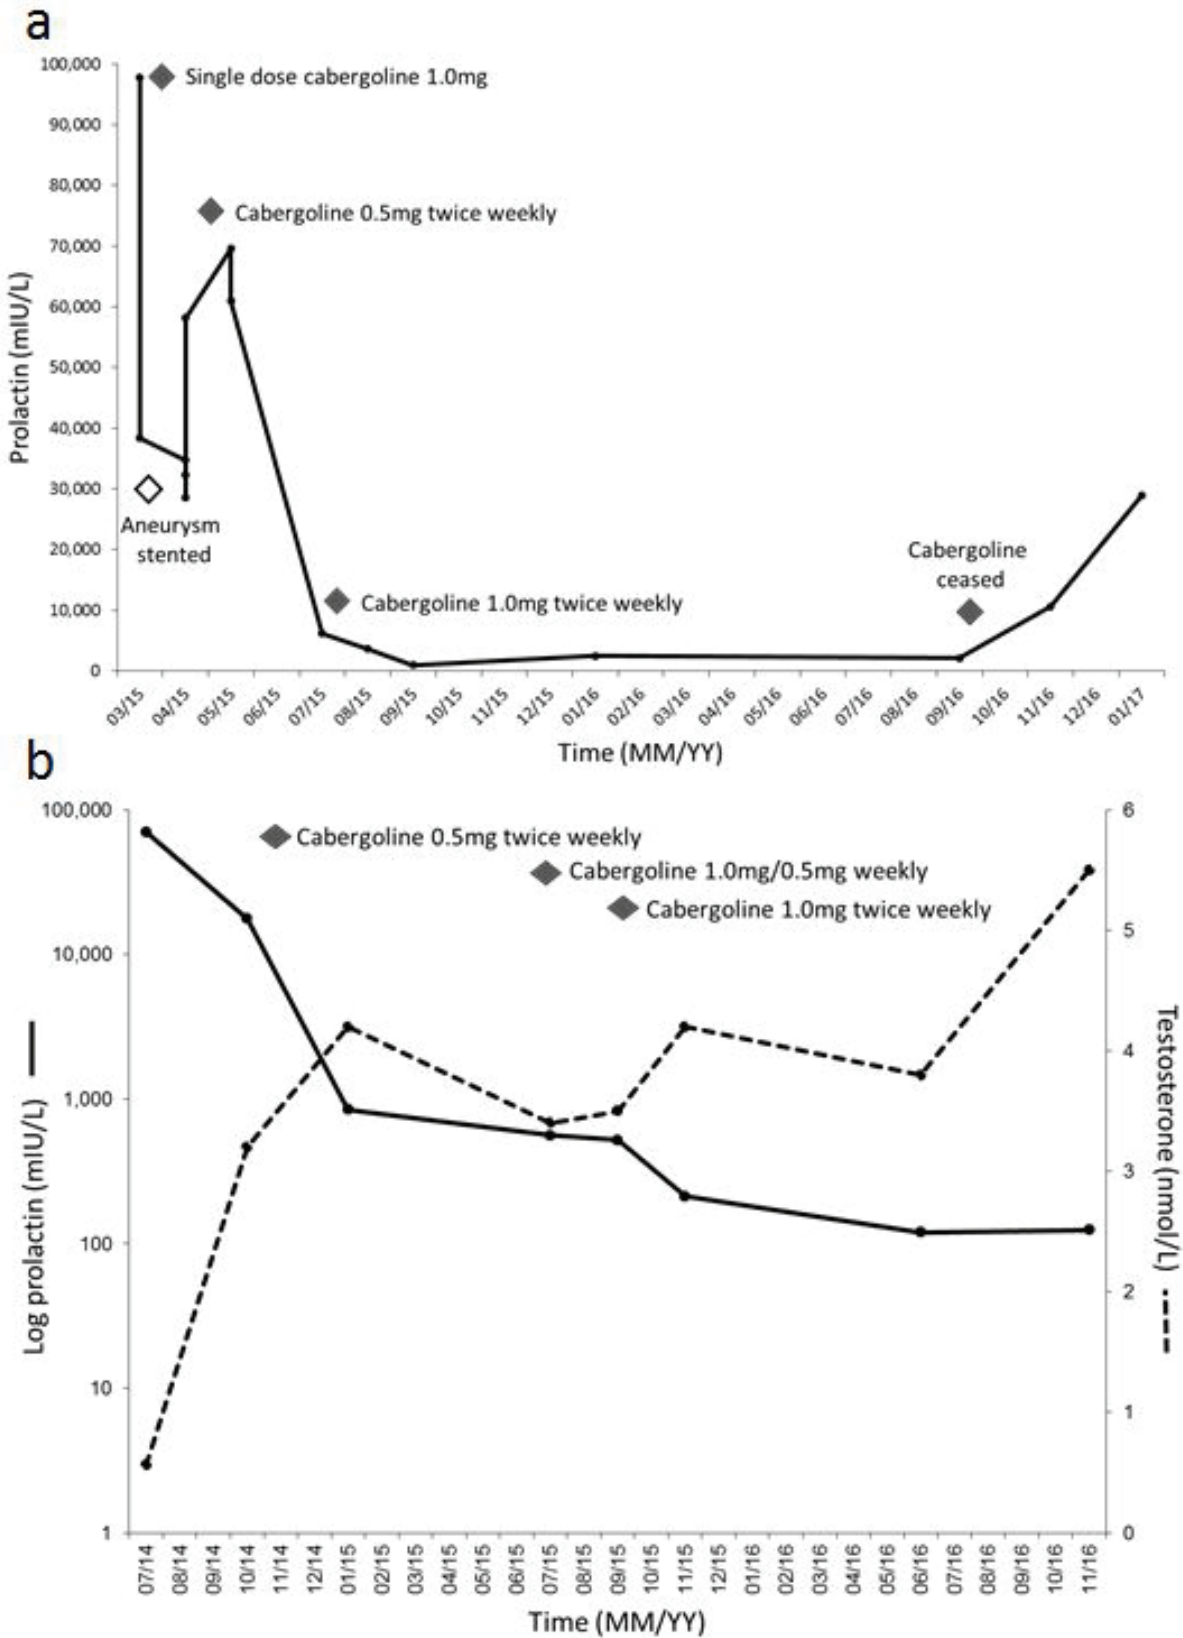 a
100,000
Single dose cabergoline 1.0mg
90,000
80,000
Cabergoline 0.5mg twice weekly
70,000
60,000
50,000
40,000
30,000
Aneurysm
stented
20,000
Cabergoline
ceased
10,000
Cabergoline 1.0mg twice weekly
0
Prolactin (mIU/L)
03/15 04/15 05/15 06/15 07/15 08/15 09/15 10/15 11/15 12/15 01/16 02/16 03/16 04/16 05/16 06/16 07/16 08/16 09/16 10/16 11/16 12/16 01/17
Time (MM/YY)
b
100,000
10,000
1,000
100
10
1
Log prolactin (mIU/L)
Cabergoline 0.5mg twice weekly
Cabergoline 1.0mg/0.5mg weekly
Cabergoline 1.0mg twice weekly
6
5
4
3
2
1
0
Testosterone (nmol/L)
07/14 08/14 09/14 10/14 11/14 12/14 01/15 02/15 03/15 04/15 05/15 06/15 07/15 08/15 09/15 10/15 11/15 12/15 01/16 02/16 03/16 04/16 05/16 06/16 07/16 08/16 09/16 10/16 11/16
Time (MM/YY)